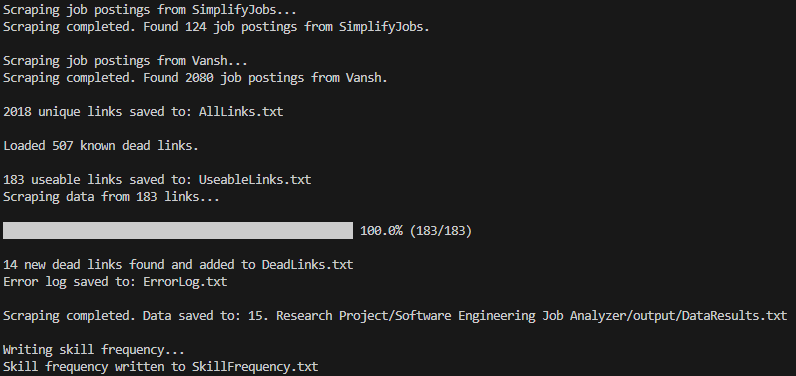 Scraping job postings from SimplifyJobs...
Scraping completed. Found 124 job postings from SimplifyJobs.
Scraping job postings from Vansh...
Scraping completed. Found 2080 job postings from Vansh.
2018 unique links saved to: AllLinks.txt
Loaded 507 known dead links.
183 useable links saved to: UseableLinks.txt
Scraping data from 183 links...
100.0% (183/183)
14 new dead links found and added to DeadLinks.txt
Error log saved to: ErrorLog.txt
Scraping completed. Data saved to: 15. Research Project/Software Engineering Job Analyzer/output/DataResults.txt
Writing skill frequency...
Skill frequency written to SkillFrequency.txt